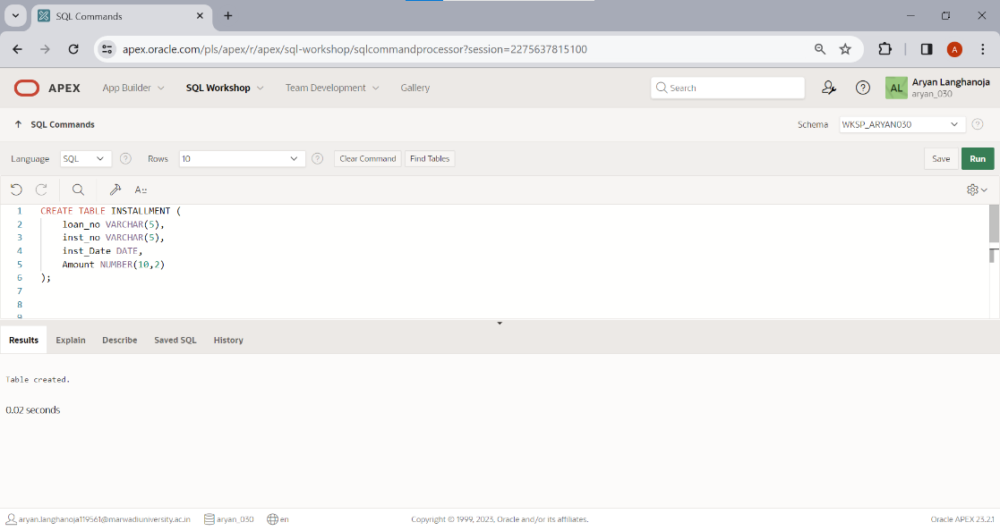 SQL Commands
apex.oracle.com/pls/apex/r/apex/sql-workshop/sqlcommandprocessor?session=2275637815100
A
APEX App Builder SQL Workshop Team Development Gallery Search ? AL Aryan Langhanoja
aryan_030
SQL Commands Schema WKSP_ARYAN030 ?
Language SQL ? Rows 10 ? Clear Command Find Tables Save Run
A
1 CREATE TABLE INSTALLMENT (
2 loan_no VARCHAR(5),
3 inst_no VARCHAR(5),
4 inst_Date DATE,
5 Amount NUMBER(10,2)
6 );
7
8
9
Results Explain Describe Saved SQL History
Table created.
0.02 seconds
aryan.langhanoja119561@marwadiuniversity.ac.in aryan_030 en Copyright © 1999, 2023, Oracle and/or its affiliates. Oracle APEX 23.2.1